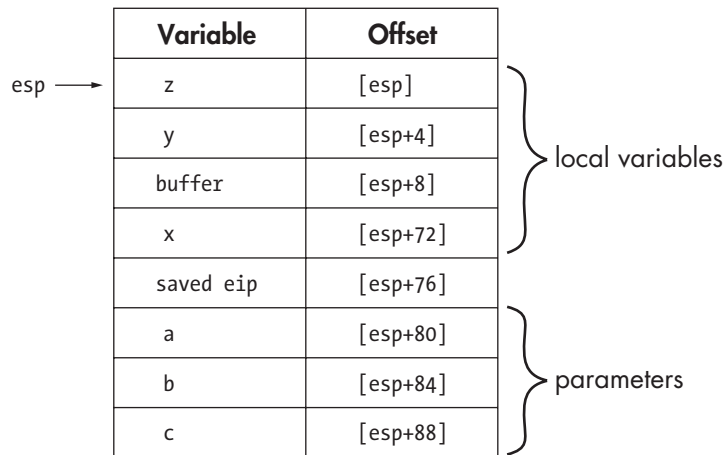 Variable Offset
esp z [esp]
y [esp+4]
local variables
buffer [esp+8]
x [esp+72]
saved eip [esp+76]
a [esp+80]
b [esp+84]
parameters
c [esp+88]